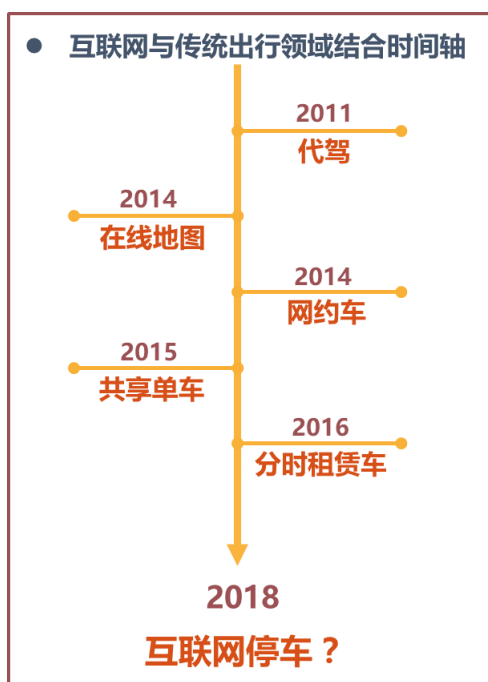 ● 互联网与传统出行领域结合时间轴
2011
代驾
2014
在线地图
2014
网约车
2015
共享单车
2016
分时租赁车
2018
互联网停车？